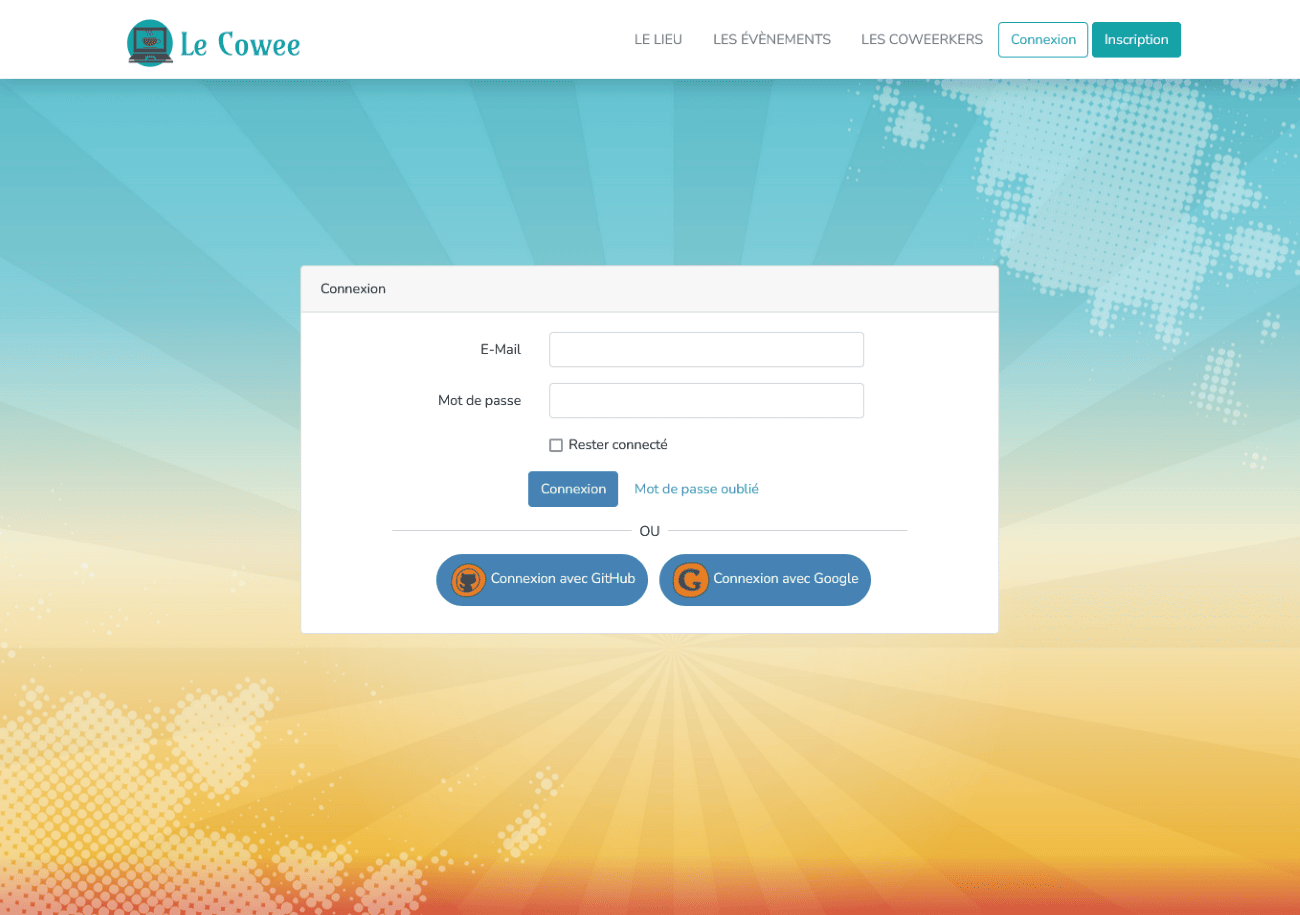 Le Cowee
LE LIEU LES ÉVÈNEMENTS LES COWEERKERS Connexion Inscription
Connexion
E-Mail
Mot de passe
Rester connecté
Connexion Mot de passe oublié
OU
Connexion avec GitHub G Connexion avec Google